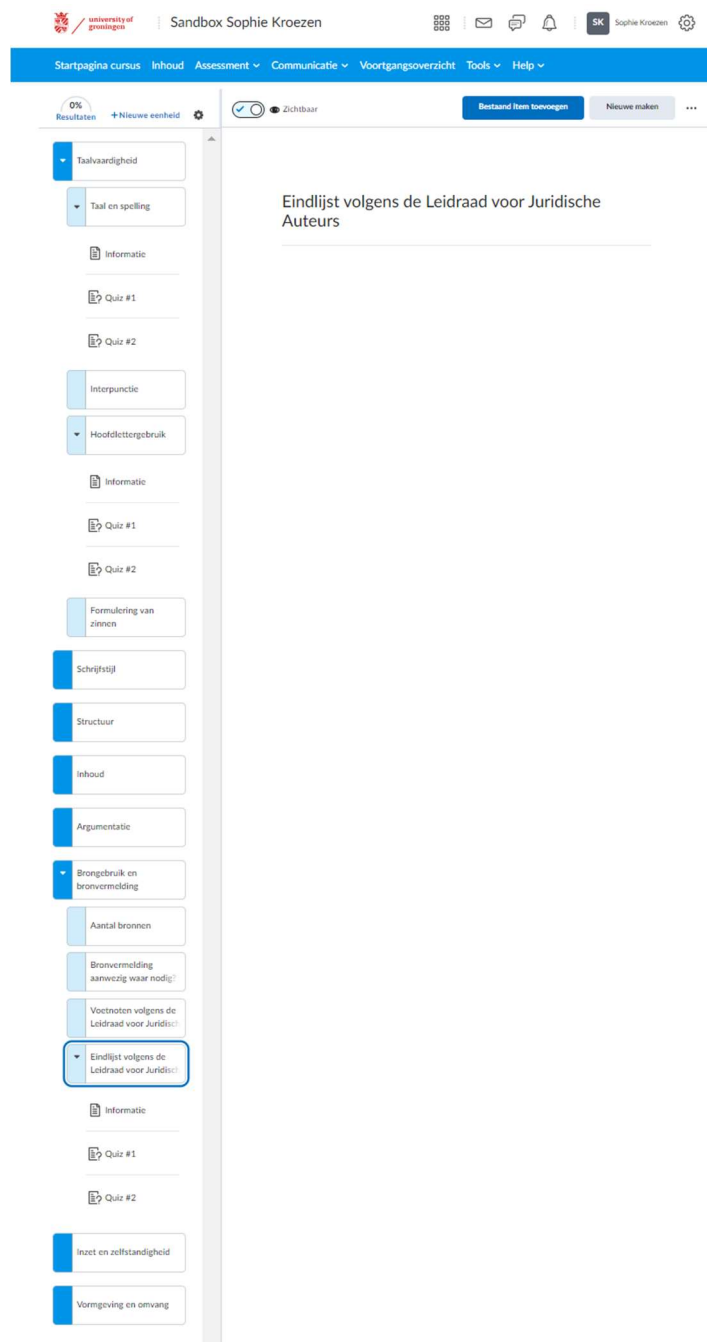 university of
groningen
Sandbox Sophie Kroezen
SK
Sophie Kroezen
Startpagina cursus Inhoud Assessment Communicatie Voortgangsoverzicht Tools Help
0%
Resultaten
+ Nieuwe eenheid
Zichtbaar
Bestaand item toevoegen
Nieuwe maken
...
Taalvaardigheid
Taal en spelling
Informatie
Quiz #1
Quiz #2
Interpunctie
Hoofdlettergebruik
Informatie
Quiz #1
Quiz #2
Formulering van
zinnen
Schrijfstijl
Structuur
Inhoud
Argumentatie
Brongebruik en
bronvermelding
Aantal bronnen
Bronvermelding
aanwezig waar nodig?
Voetnoten volgens de
Leidraad voor Juridisch
Eindlijst volgens de
Leidraad voor Juridisch
Informatie
Quiz #1
Quiz #2
Inzet en zelfstandigheid
Vormgeving en omvang
Eindlijst volgens de Leidraad voor Juridische
Auteurs